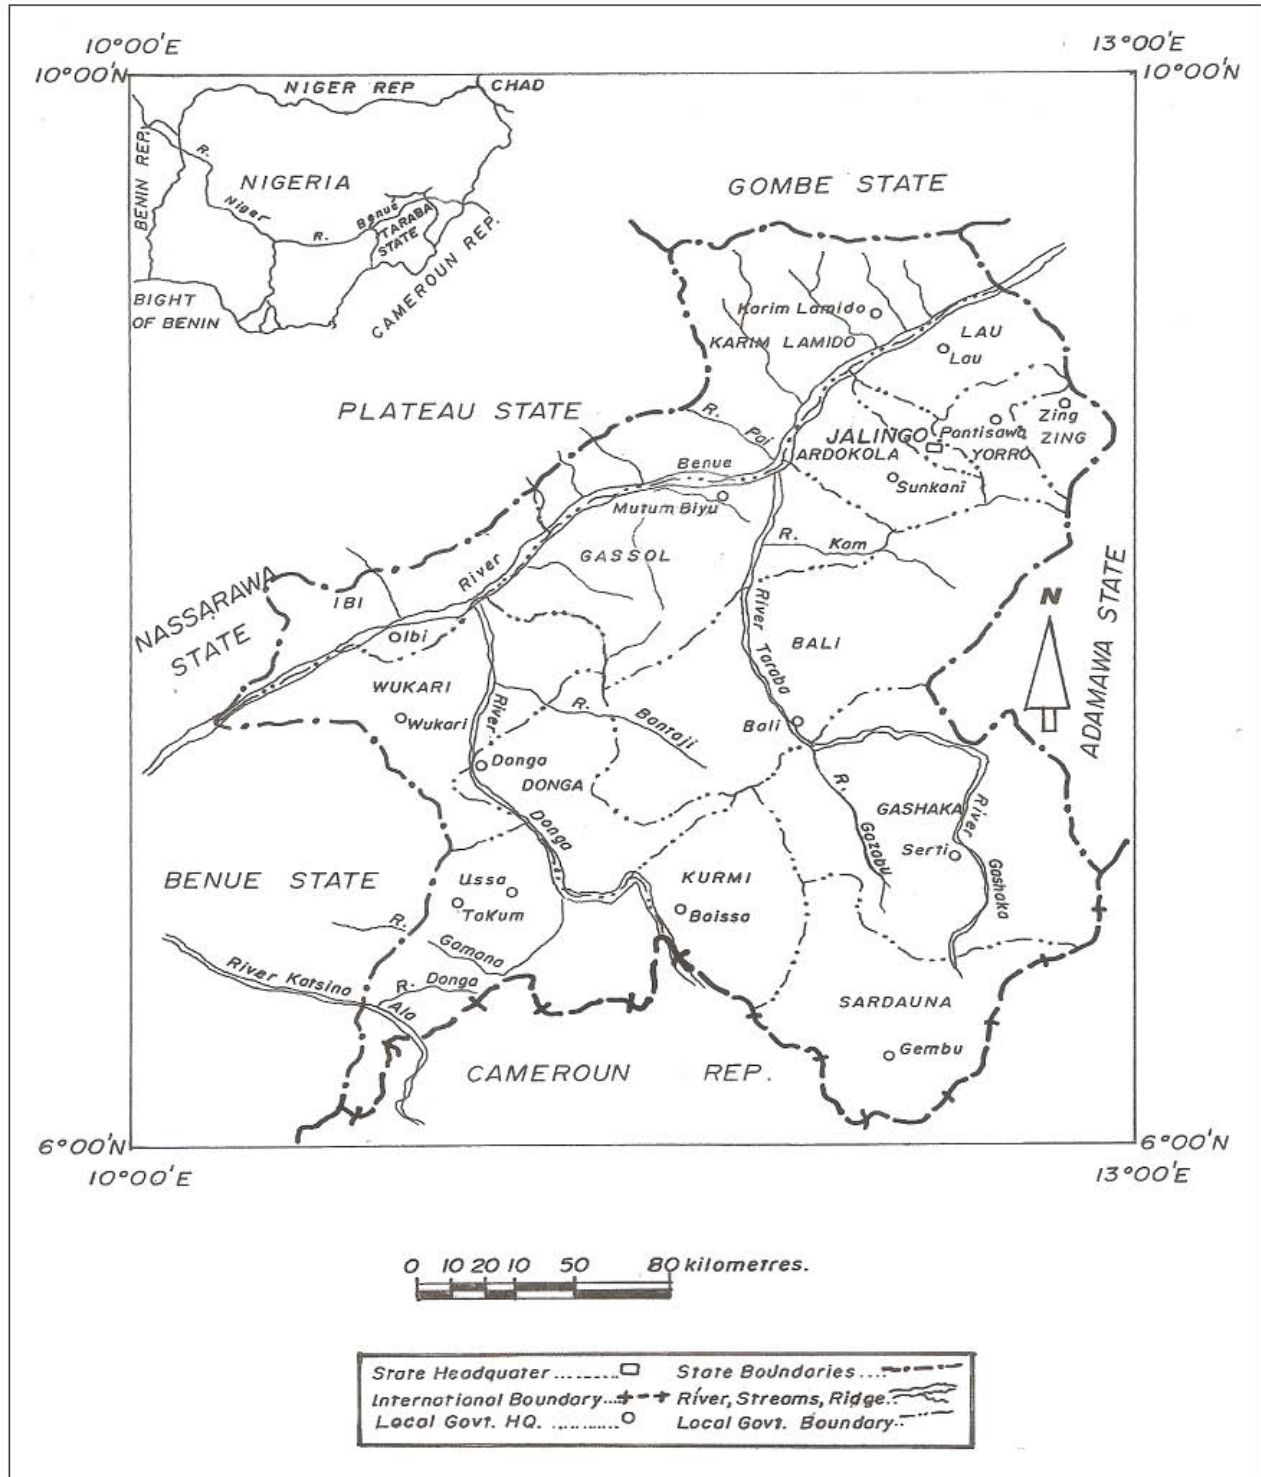 10°00'E
13°00'E
10°00'N
10°00'N
NIGER REP
CHAD
BENIN REP.
R.
Niger
NIGERIA
R.
Benue
TARABA
STATE
CAMEROUN REP.
BIGHT
OF BENIN
GOMBE STATE
Karim Lamido
KARIM LAMIDO
LAU
Lau
PLATEAU STATE
R.
Pai
Zing
ZING
Pantisawa
JALINGO
ARDOKOLA
YORRO
Benue
Sunkani
Mutum Biyu
R.
Kam
GASSOL
River
NASSARAWA
STATE
IBI
Ibi
River Taraba
BALI
N
ADAMAWA STATE
WUKARI
Wukari
River
R.
Banraji
Bali
Donga
DONGA
Donga
R.
Gazabu
GASHAKA
River
Serti
Gashaka
BENUE STATE
Ussa
Takum
KURMI
Baissa
R.
Gamana
River Katsina
R. Donga
Ala
SARDAUNA
Gembu
CAMEROUN REP.
6°00'N
6°00'N
10°00'E
13°00'E
0 10 20 10 50 80 kilometres.
State Headquater
State Boundaries
International Boundary
River, Streams, Ridge
Local Govt. HQ.
Local Govt. Boundary